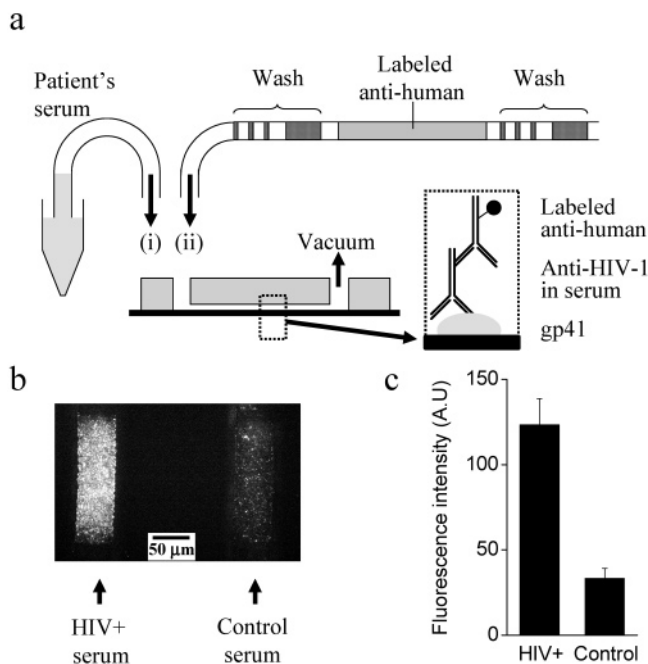 a
Patient's
serum
Wash
Labeled
anti-human
Wash
(i)
(ii)
Vacuum
Labeled
anti-human
Anti-HIV-1
in serum
gp41
b
50 μm
HIV+
serum
Control
serum
c
Fluorescence intensity (A.U)
150
100
50
0
HIV+
Control